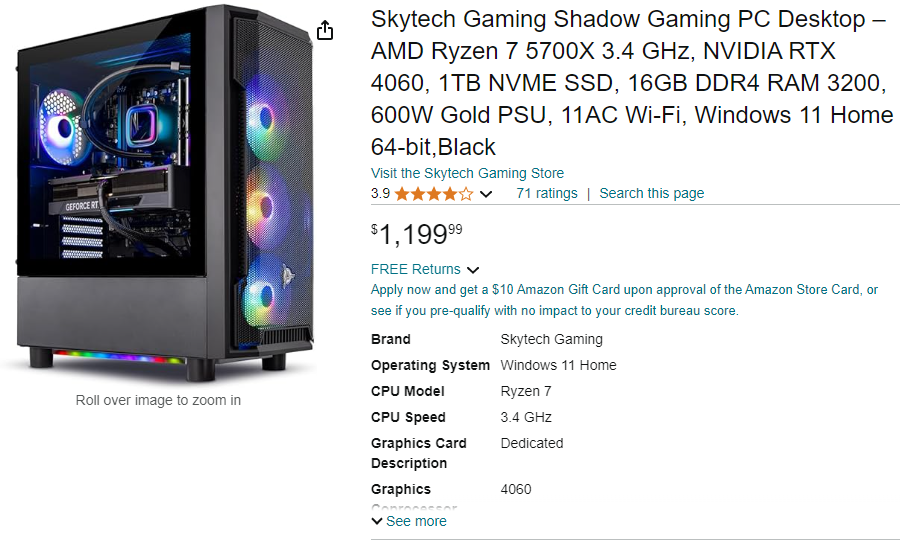 Skytech Gaming Shadow Gaming PC Desktop –
AMD Ryzen 7 5700X 3.4 GHz, NVIDIA RTX
4060, 1TB NVME SSD, 16GB DDR4 RAM 3200,
600W Gold PSU, 11AC Wi-Fi, Windows 11 Home
64-bit,Black
Visit the Skytech Gaming Store
3.9 71 ratings | Search this page
$1,199.99
FREE Returns
Apply now and get a $10 Amazon Gift Card upon approval of the Amazon Store Card, or
see if you pre-qualify with no impact to your credit bureau score.
Brand Skytech Gaming
Operating System Windows 11 Home
CPU Model Ryzen 7
CPU Speed 3.4 GHz
Graphics Card Dedicated
Description
Graphics 4060
Coprocessor
See more
GEFORCE RT
Roll over image to zoom in